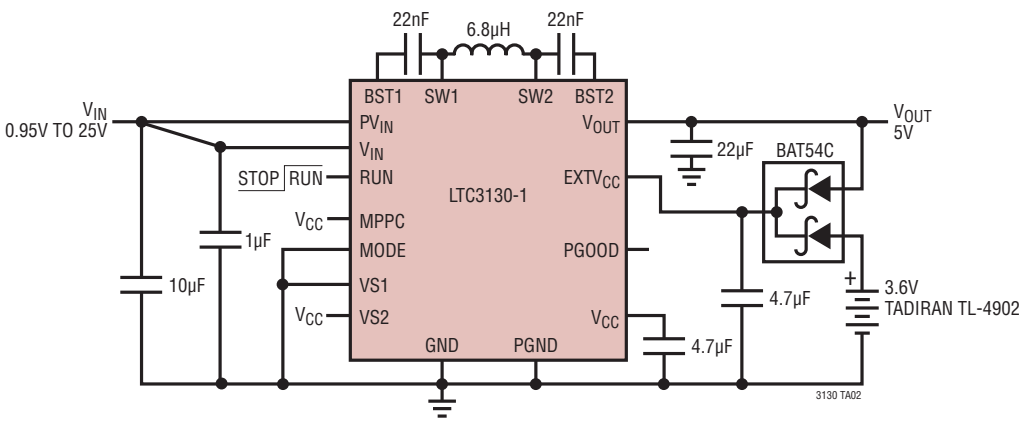 22nF
6.8µH
22nF
BST1
SW1
SW2
BST2
VIN
0.95V TO 25V
PVIN
VOUT
VOUT
5V
VIN
22µF
BAT54C
STOP RUN
RUN
LTC3130-1
EXTVCC
VCC
MPPC
1µF
MODE
PGOOD
10µF
VS1
4.7µF
+
3.6V
TADIRAN TL-4902
VCC
VS2
VCC
4.7µF
GND
PGND
3130 TA02